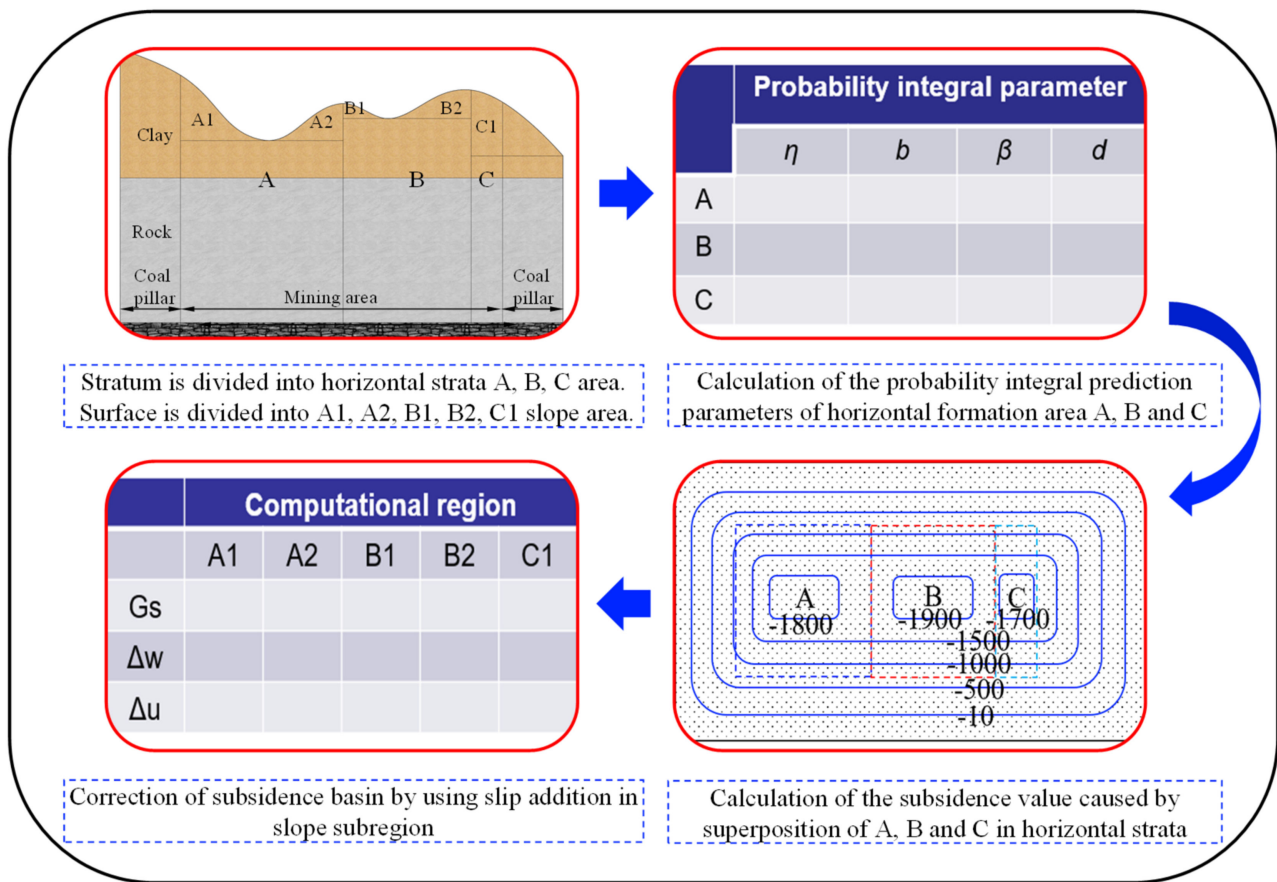 A1
A2
B1
B2
C1
Clay
A
B
C
Rock
Coal
pillar
Mining area
Coal
pillar
Stratum is divided into horizontal strata A, B, C area.
Surface is divided into A1, A2, B1, B2, C1 slope area.
Probability integral parameter
η b β d
A
B
C
Calculation of the probability integral prediction
parameters of horizontal formation area A, B and C
A B C
-1800 -1900 -1700
-1500
-1000
-500
-10
Calculation of the subsidence value caused by
superposition of A, B and C in horizontal strata
Computational region
A1 A2 B1 B2 C1
Gs
Δw
Δu
Correction of subsidence basin by using slip addition in
slope subregion